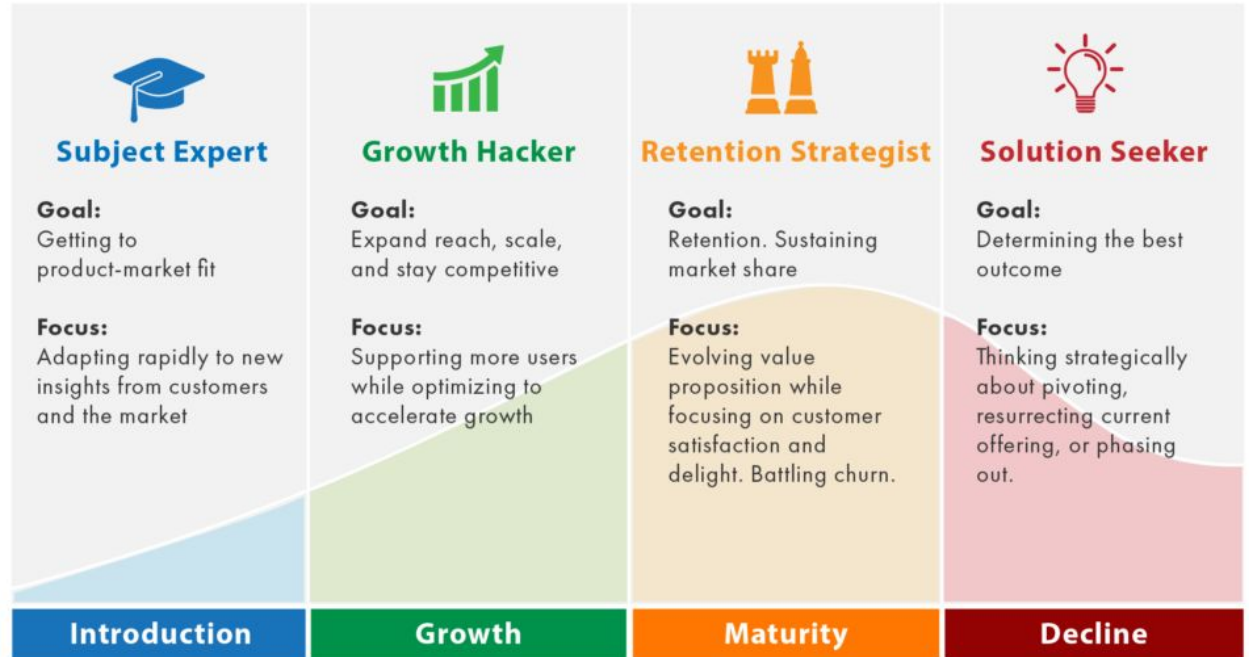 Subject Expert
Goal:
Getting to
product-market fit
Focus:
Adapting rapidly to new
insights from customers
and the market
Introduction
Growth Hacker
Goal:
Expand reach, scale,
and stay competitive
Focus:
Supporting more users
while optimizing to
accelerate growth
Growth
Retention Strategist
Goal:
Retention. Sustaining
market share
Focus:
Evolving value
proposition while
focusing on customer
satisfaction and
delight. Battling churn.
Maturity
Solution Seeker
Goal:
Determining the best
outcome
Focus:
Thinking strategically
about pivoting,
resurrecting current
offering, or phasing
out.
Decline